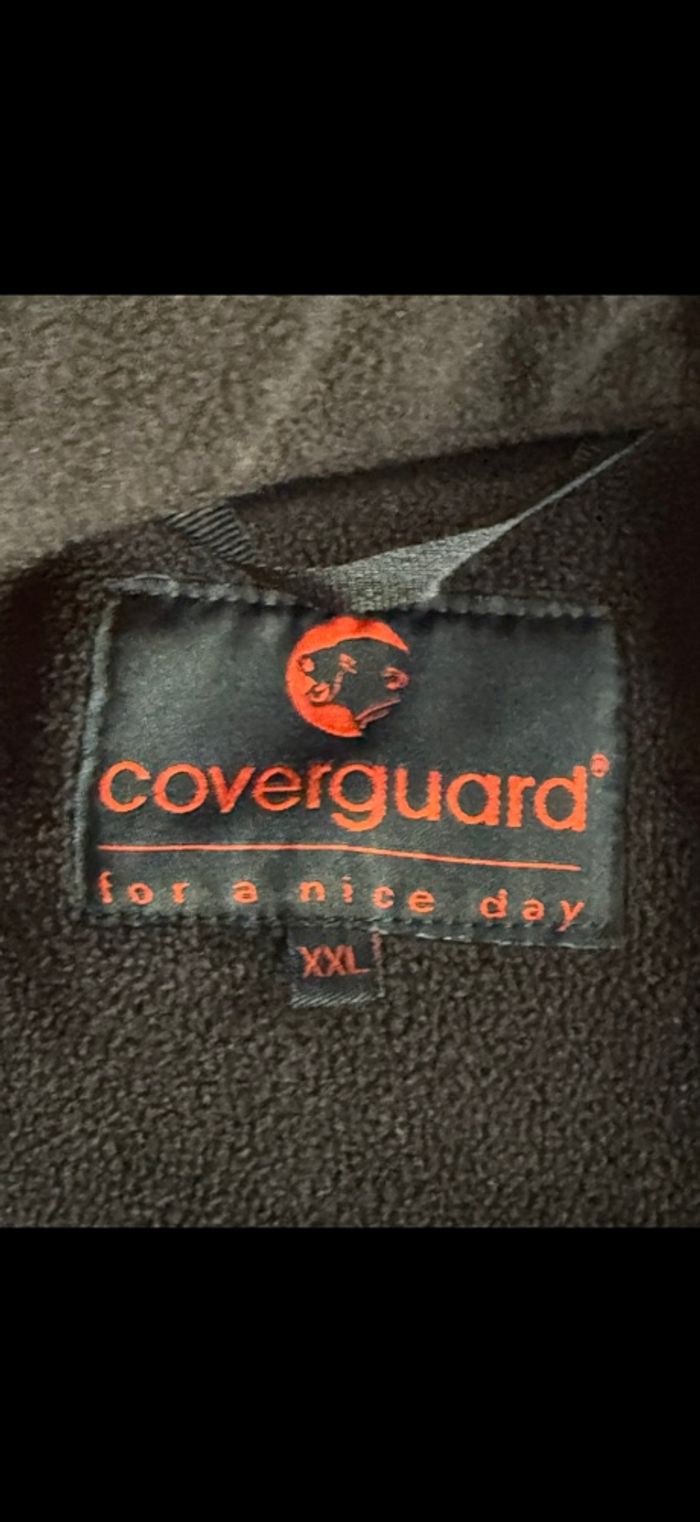 coverguard®
for a nice day
XXL